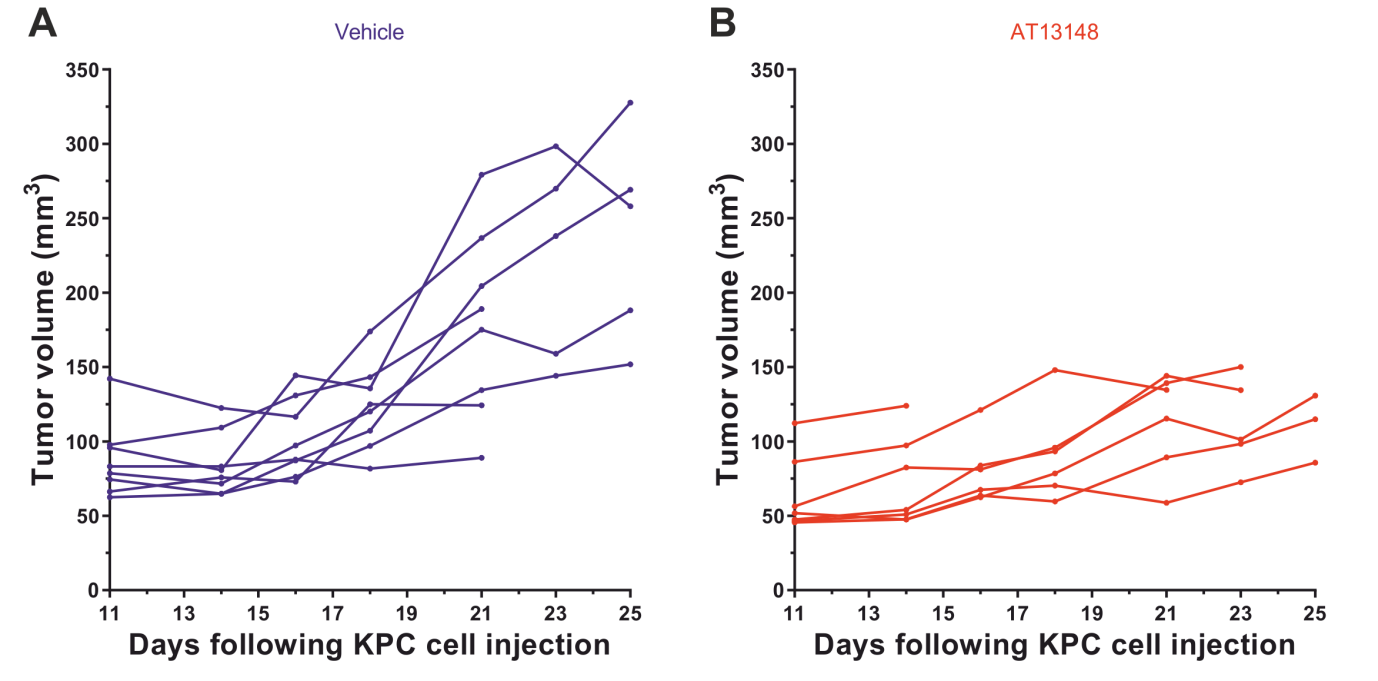 A
Vehicle
350
300
250
200
150
100
50
0
Tumor volume (mm³)
11 13 15 17 19 21 23 25
Days following KPC cell injection
B
AT13148
350
300
250
200
150
100
50
0
Tumor volume (mm³)
11 13 15 17 19 21 23 25
Days following KPC cell injection